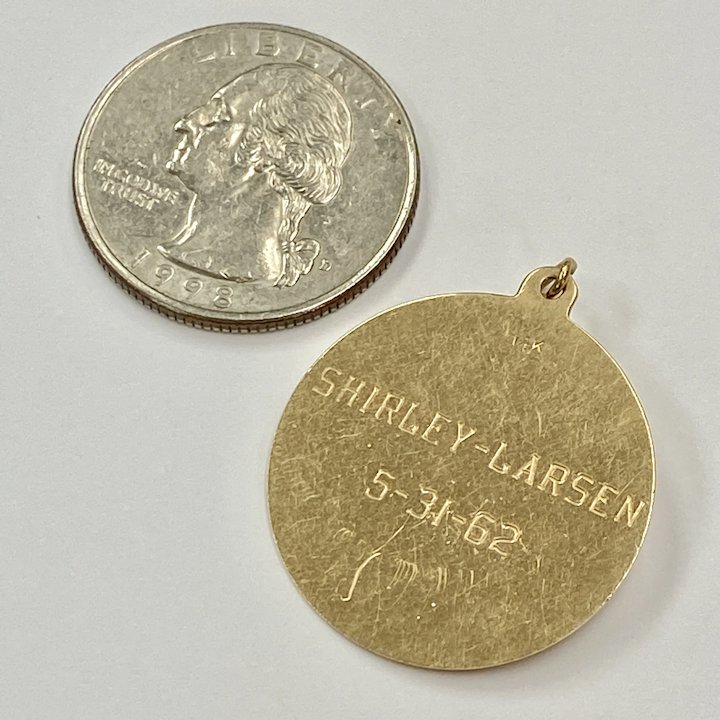 LIBERTY
IN GOD WE
TRUST
1998
D
SHIRLEY-LARSEN
5-31-62